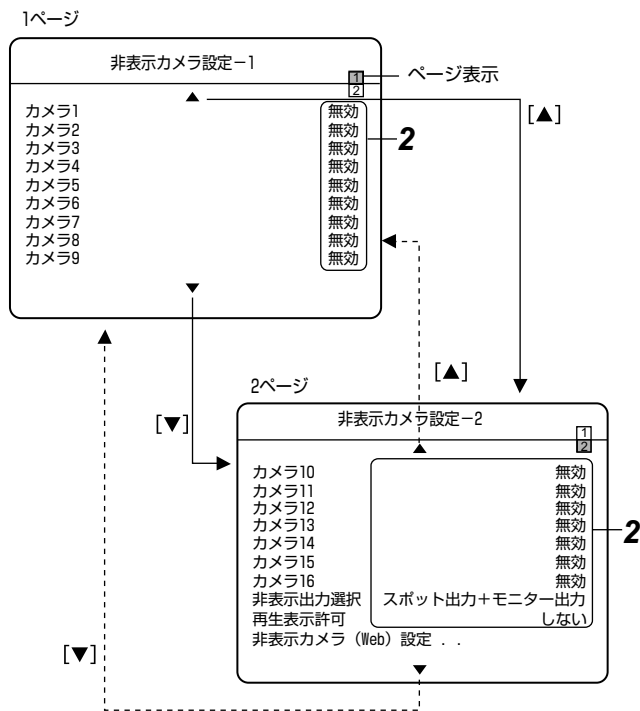 1ページ
非表示カメラ設定－1
1
2
ページ表示
カメラ1 無効
カメラ2 無効
カメラ3 無効
カメラ4 無効
カメラ5 無効
カメラ6 無効
カメラ7 無効
カメラ8 無効
カメラ9 無効
2
[▲]
[▼]
[▲]
2ページ
非表示カメラ設定－2
1
2
カメラ10 無効
カメラ11 無効
カメラ12 無効
カメラ13 無効
カメラ14 無効
カメラ15 無効
カメラ16 無効
非表示出力選択 スポット出力＋モニター出力
再生表示許可 しない
非表示カメラ（Web）設定 . .
2
[▼]